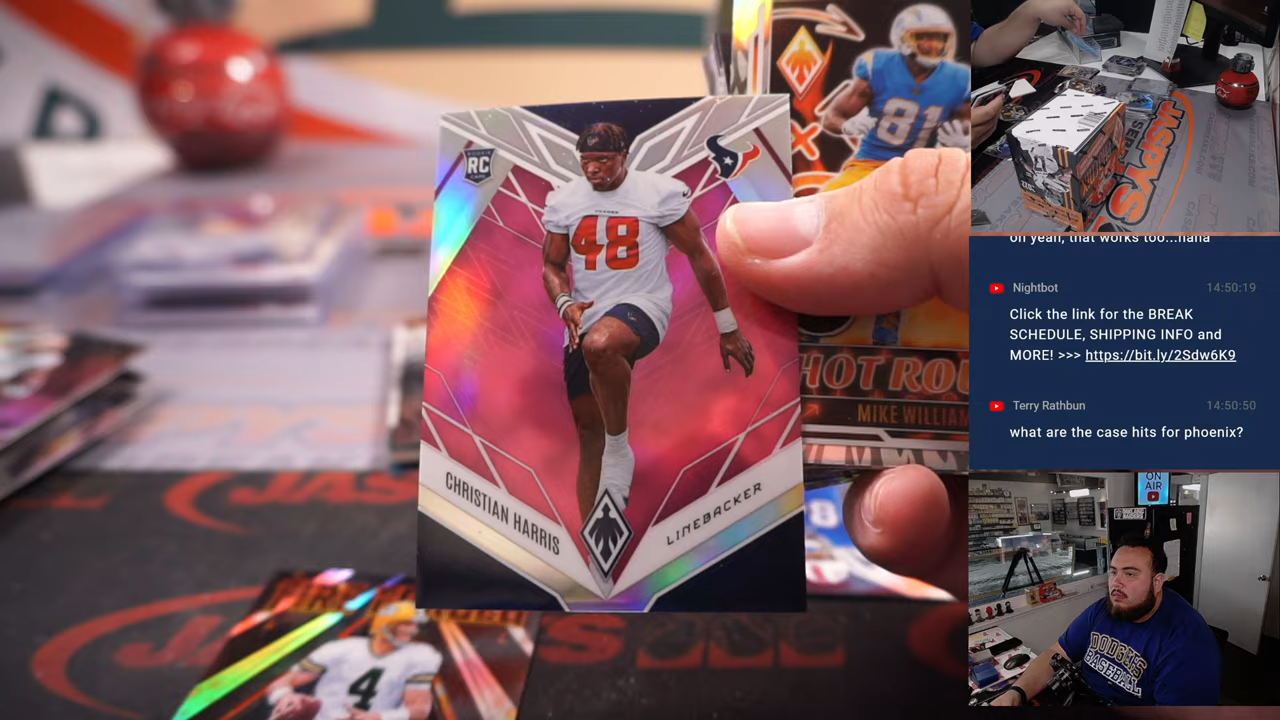 RC
48
CHRISTIAN HARRIS
LINEBACKER
81
HOT ROU
MIKE WILLIAM
4
JASPYS
oh yeah, that works too...haha
Nightbot
14:50:19
Click the link for the BREAK
SCHEDULE, SHIPPING INFO and
MORE! >>> https://bit.ly/2Sdw6K9
Terry Rathbun
14:50:50
what are the case hits for phoenix?
ON
AIR
DODGERS
BASEBALL